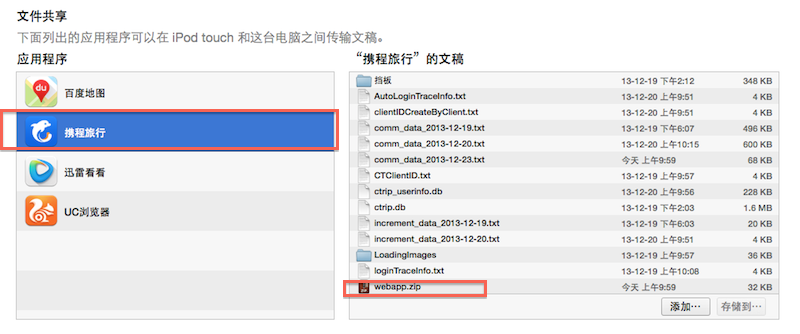 文件共享
下面列出的应用程序可以在 iPod touch 和这台电脑之间传输文稿。
应用程序
du 百度地图
携程旅行
迅雷看看
UC浏览器
“携程旅行”的文稿
挡板 13-12-19 下午2:12 348 KB
AutoLoginTraceInfo.txt 13-12-20 上午9:51 4 KB
clientIDCreateByClient.txt 13-12-20 上午9:51 4 KB
comm_data_2013-12-19.txt 13-12-19 下午6:07 496 KB
comm_data_2013-12-20.txt 13-12-20 上午10:15 600 KB
comm_data_2013-12-23.txt 今天 上午9:59 68 KB
CTClientID.txt 13-12-20 上午9:51 4 KB
ctrip_userinfo.db 13-12-20 上午9:56 228 KB
ctrip.db 13-12-19 下午2:03 1.6 MB
increment_data_2013-12-19.txt 13-12-19 下午6:03 20 KB
increment_data_2013-12-20.txt 13-12-20 上午9:51 4 KB
LoadingImages 13-12-19 上午9:57 36 KB
loginTraceInfo.txt 13-12-19 上午10:08 4 KB
webapp.zip 今天 上午9:59 32 KB
添加… 存储到…